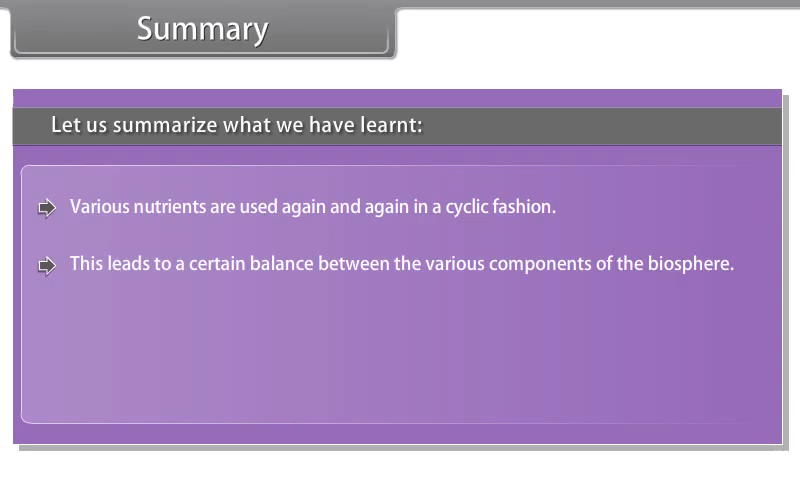 Summary
Let us summarize what we have learnt:
Various nutrients are used again and again in a cyclic fashion.
This leads to a certain balance between the various components of the biosphere.